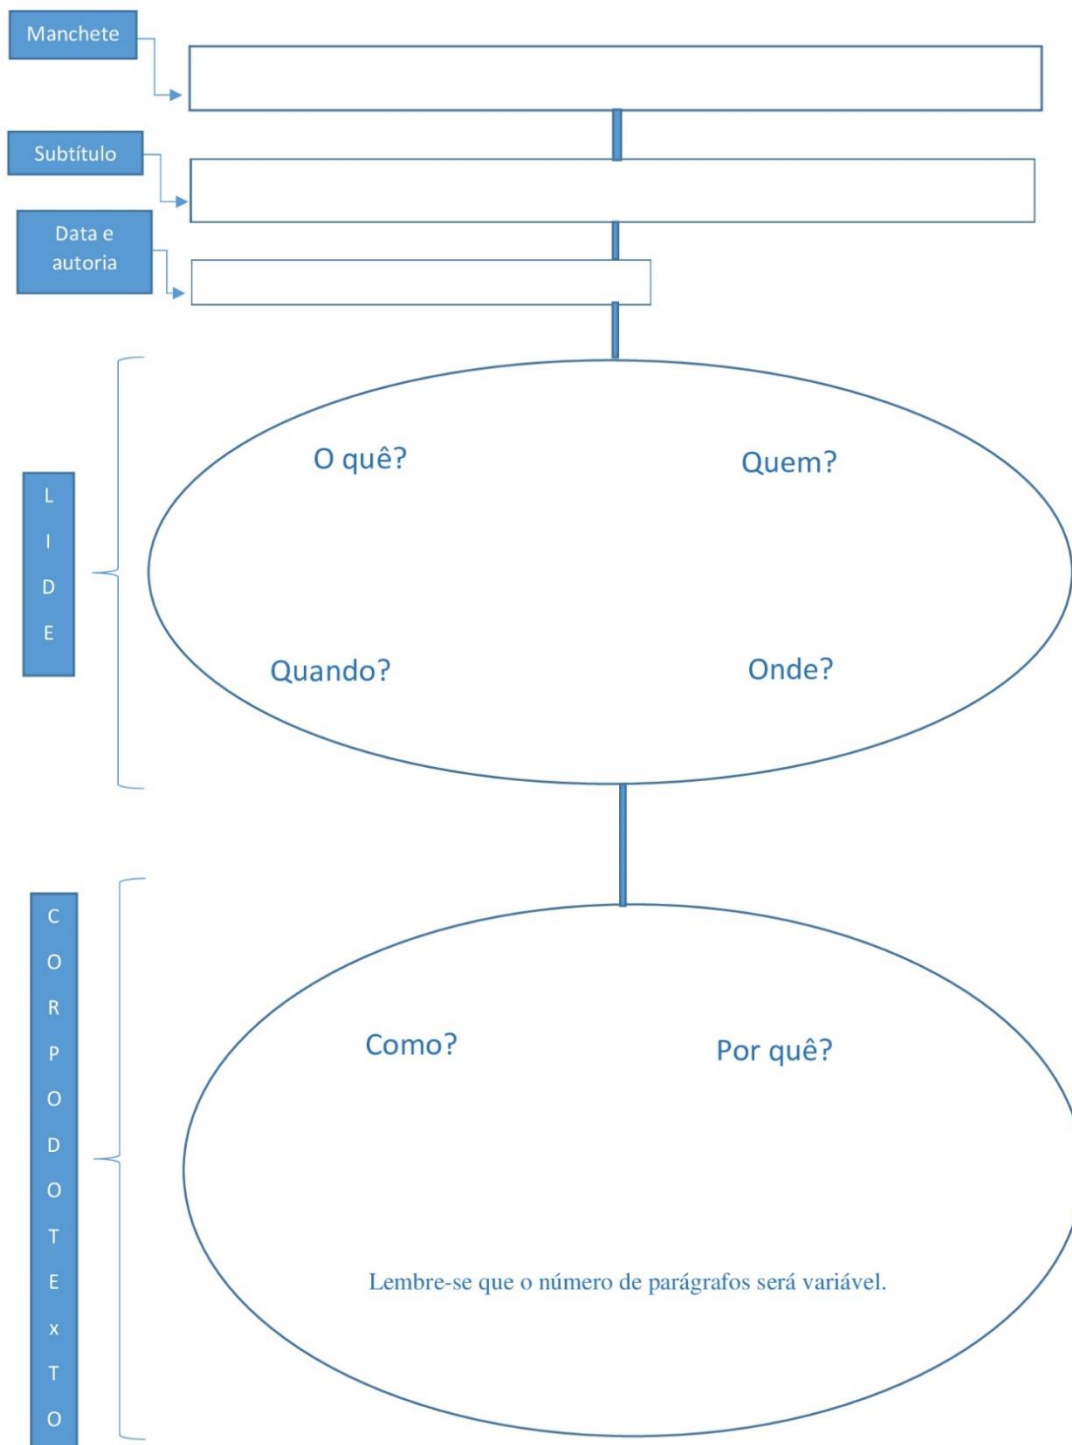 Manchete
Subtítulo
Data e
autoria
O quê?
Quem?
L
I
D
E
Quando?
Onde?
C
O
R
P
O
D
O
T
E
x
T
O
Como?
Por quê?
Lembre-se que o número de parágrafos será variável.